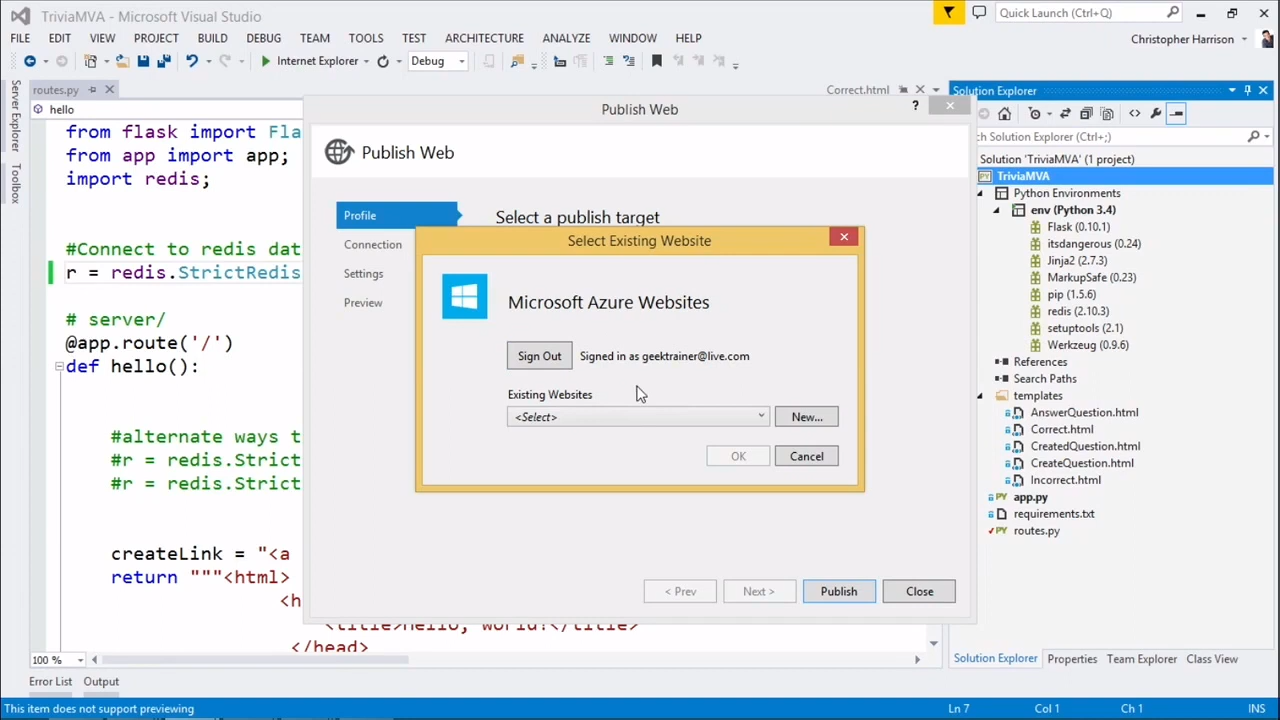 TriviaMVA - Microsoft Visual Studio
Quick Launch (Ctrl+Q)
FILE EDIT VIEW PROJECT BUILD DEBUG TEAM TOOLS TEST ARCHITECTURE ANALYZE WINDOW HELP
Christopher Harrison
Internet Explorer
Debug
Server Explorer
Toolbox
routes.py
Correct.html
hello
from flask import Fla
from app import app;
import redis;
#Connect to redis dat
r = redis.StrictRedis
# server/
@app.route('/')
def hello():
#alternate ways t
#r = redis.Strict
#r = redis.Strict
createLink = "<a
return """<html>
<h
<title>Hello, world!</title>
</head>
100 %
Error List Output
Publish Web
?
Publish Web
Profile
Connection
Settings
Preview
Select a publish target
Select Existing Website
Microsoft Azure Websites
Sign Out Signed in as geektrainer@live.com
Existing Websites
<Select> New...
OK Cancel
< Prev Next > Publish Close
Solution Explorer
ch Solution Explorer (Ctrl+;)
Solution 'TriviaMVA' (1 project)
PY TriviaMVA
Python Environments
env (Python 3.4)
Flask (0.10.1)
itsdangerous (0.24)
Jinja2 (2.7.3)
MarkupSafe (0.23)
pip (1.5.6)
redis (2.10.3)
setuptools (2.1)
Werkzeug (0.9.6)
References
Search Paths
templates
AnswerQuestion.html
Correct.html
CreatedQuestion.html
CreateQuestion.html
Incorrect.html
PY app.py
requirements.txt
PY routes.py
Solution Explorer Properties Team Explorer Class View
This item does not support previewing
Ln 7 Col 1 Ch 1 INS